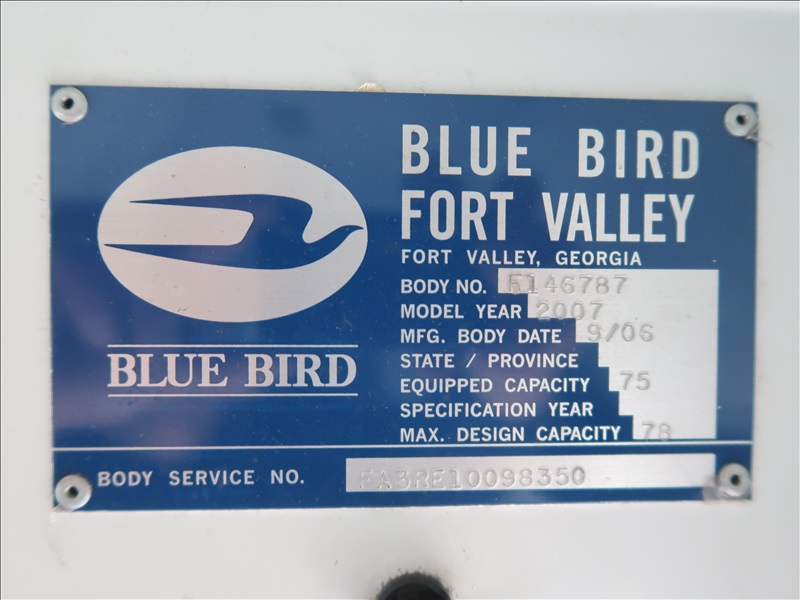 BLUE BIRD
BLUE BIRD
FORT VALLEY
FORT VALLEY, GEORGIA
BODY NO. F146787
MODEL YEAR 2007
MFG. BODY DATE 9/06
STATE / PROVINCE
EQUIPPED CAPACITY 75
SPECIFICATION YEAR
MAX. DESIGN CAPACITY 78
BODY SERVICE NO. FA3RE10098350